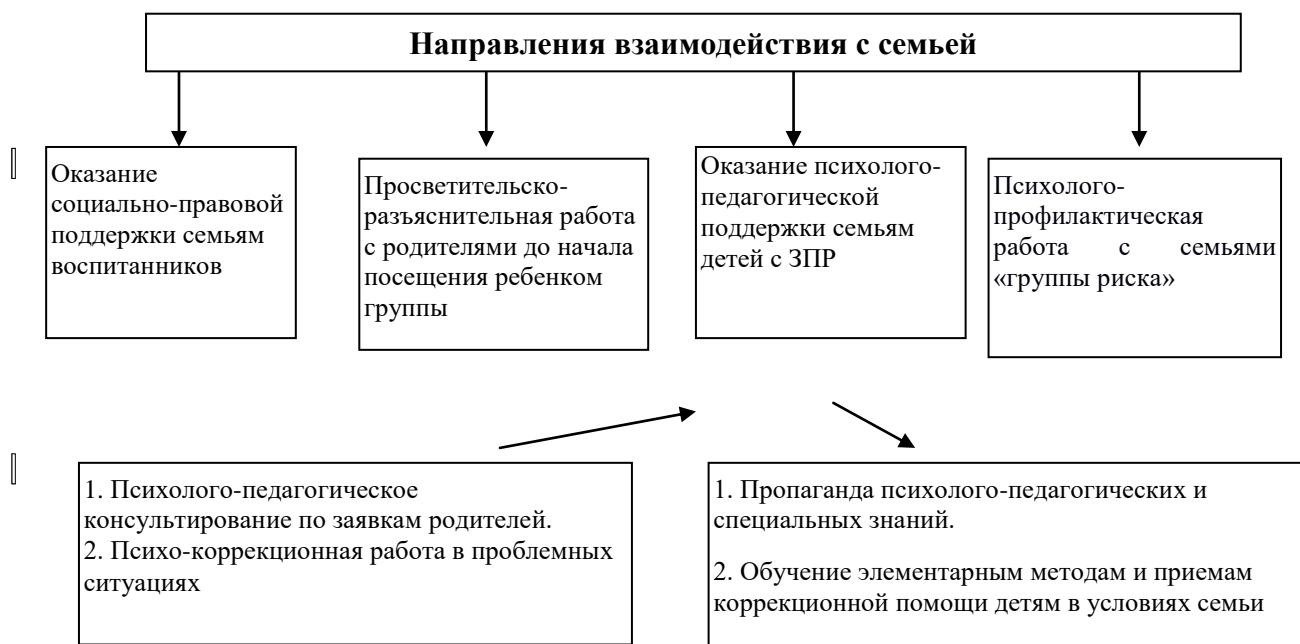 Направления взаимодействия с семьей
Оказание
социально-правовой
поддержки семьям
воспитанников
Просветительско-
разъяснительная работа
с родителями до начала
посещения ребенком
группы
Оказание психолого-
педагогической
поддержки семьям
детей с ЗПР
Психолого-
профилактическая
работа с семьями
«группы риска»
1. Психолого-педагогическое
консультирование по заявкам родителей.
2. Психо-коррекционная работа в проблемных
ситуациях
1. Пропаганда психолого-педагогических и
специальных знаний.
2. Обучение элементарным методам и приемам
коррекционной помощи детям в условиях семьи